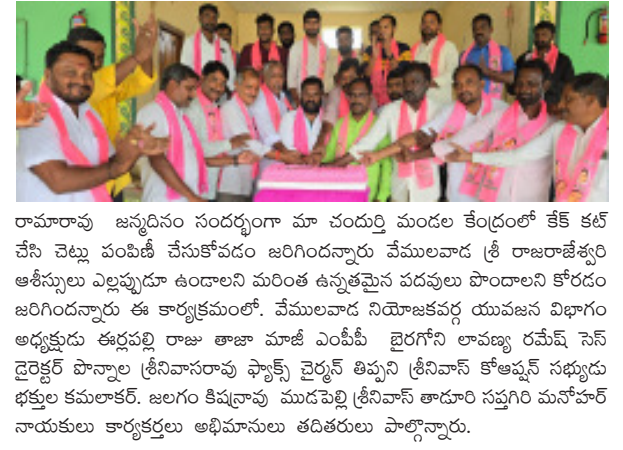 రామారావు జన్మదినం సందర్భంగా మా చందుర్తి మండల కేంద్రంలో కేక్ కట్
చేసి చెట్లు పంపిణీ చేసుకోవడం జరిగిందన్నారు వేములవాడ శ్రీ రాజరాజేశ్వరి
ఆశీస్సులు ఎల్లప్పుడూ ఉండాలని మరింత ఉన్నతమైన పదవులు పొందాలని కోరడం
జరిగిందన్నారు ఈ కార్యక్రమంలో. వేములవాడ నియోజకవర్గ యువజన విభాగం
అధ్యక్షుడు ఈర్లపల్లి రాజు తాజా మాజీ ఎంపీపీ బైరగోని లావణ్య రమేష్ సెస్
డైరెక్టర్ పొన్నాల శ్రీనివాసరావు ఫ్యాక్స్ చైర్మన్ తిప్పని శ్రీనివాస్ కోఆప్షన్ సభ్యుడు
భక్తుల కమలాకర్. జలగం కిషన్రావు ముడపెల్లి శ్రీనివాస్ తాడూరి సప్తగిరి మనోహర్
నాయకులు కార్యకర్తలు అభిమానులు తదితరులు పాల్గొన్నారు.